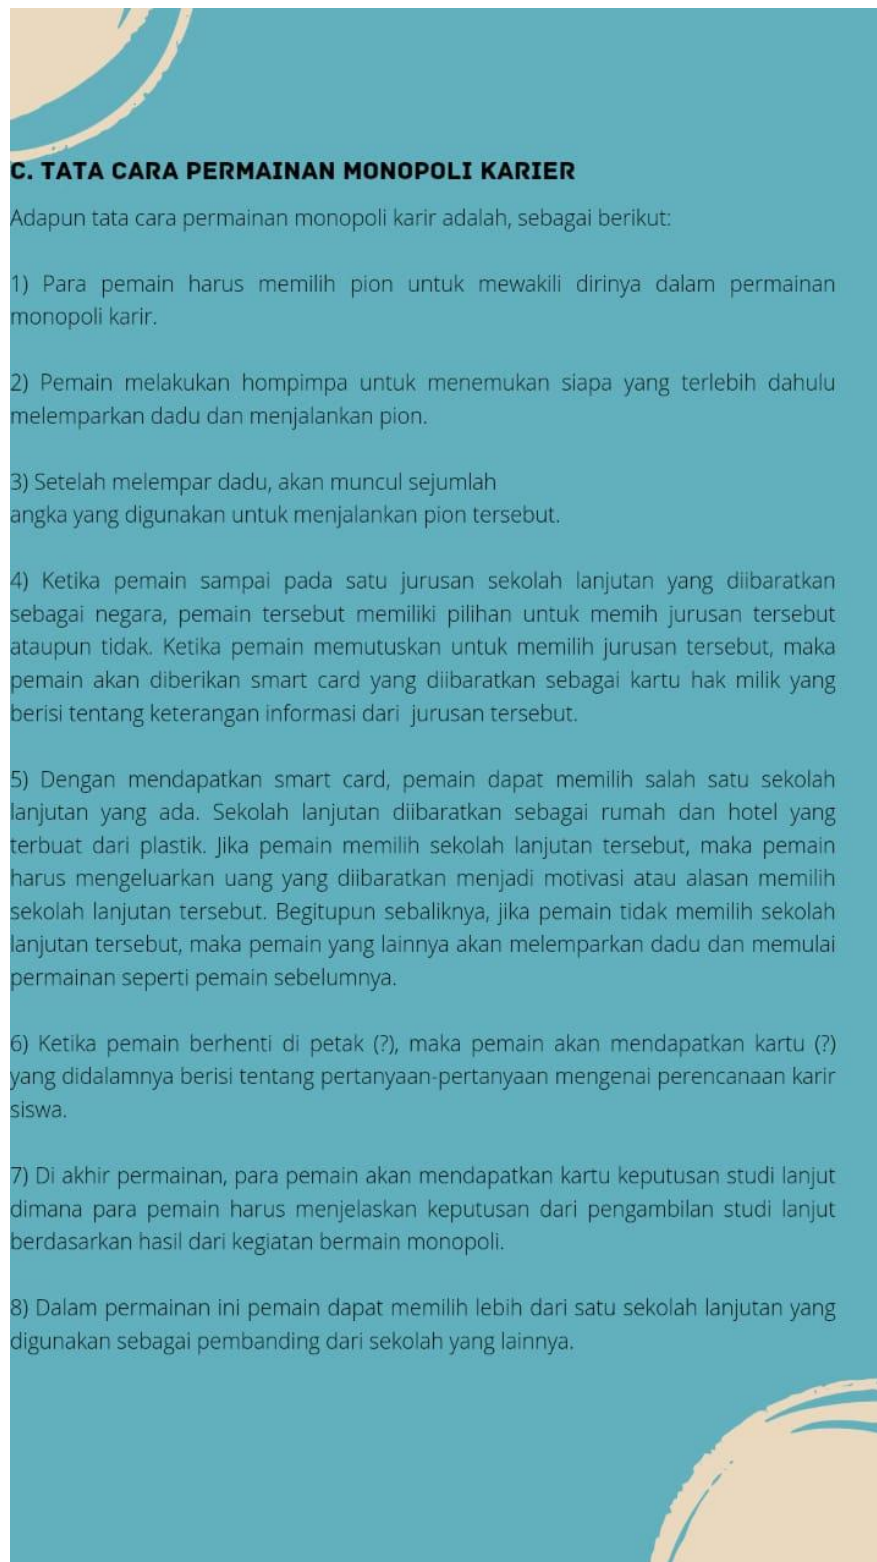 C. TATA CARA PERMAINAN MONOPOLI KARIER
Adapun tata cara permainan monopoli karir adalah, sebagai berikut:
1) Para pemain harus memilih pion untuk mewakili dirinya dalam permainan
monopoli karir.
2) Pemain melakukan hompimpa untuk menemukan siapa yang terlebih dahulu
melemparkan dadu dan menjalankan pion.
3) Setelah melempar dadu, akan muncul sejumlah
angka yang digunakan untuk menjalankan pion tersebut.
4) Ketika pemain sampai pada satu jurusan sekolah lanjutan yang diibaratkan
sebagai negara, pemain tersebut memiliki pilihan untuk memih jurusan tersebut
ataupun tidak. Ketika pemain memutuskan untuk memilih jurusan tersebut, maka
pemain akan diberikan smart card yang diibaratkan sebagai kartu hak milik yang
berisi tentang keterangan informasi dari jurusan tersebut.
5) Dengan mendapatkan smart card, pemain dapat memilih salah satu sekolah
lanjutan yang ada. Sekolah lanjutan diibaratkan sebagai rumah dan hotel yang
terbuat dari plastik. Jika pemain memilih sekolah lanjutan tersebut, maka pemain
harus mengeluarkan uang yang diibaratkan menjadi motivasi atau alasan memilih
sekolah lanjutan tersebut. Begitupun sebaliknya, jika pemain tidak memilih sekolah
lanjutan tersebut, maka pemain yang lainnya akan melemparkan dadu dan memulai
permainan seperti pemain sebelumnya.
6) Ketika pemain berhenti di petak (?), maka pemain akan mendapatkan kartu (?)
yang didalamnya berisi tentang pertanyaan-pertanyaan mengenai perencanaan karir
siswa.
7) Di akhir permainan, para pemain akan mendapatkan kartu keputusan studi lanjut
dimana para pemain harus menjelaskan keputusan dari pengambilan studi lanjut
berdasarkan hasil dari kegiatan bermain monopoli.
8) Dalam permainan ini pemain dapat memilih lebih dari satu sekolah lanjutan yang
digunakan sebagai pembanding dari sekolah yang lainnya.